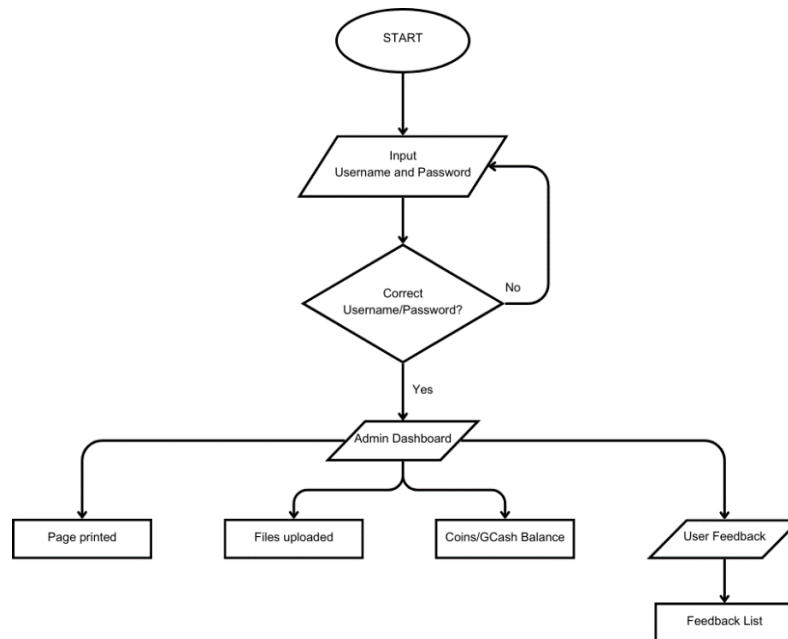 START
Input
Username and Password
Correct
Username/Password?
No
Yes
Admin Dashboard
Page printed
Files uploaded
Coins/GCash Balance
User Feedback
Feedback List